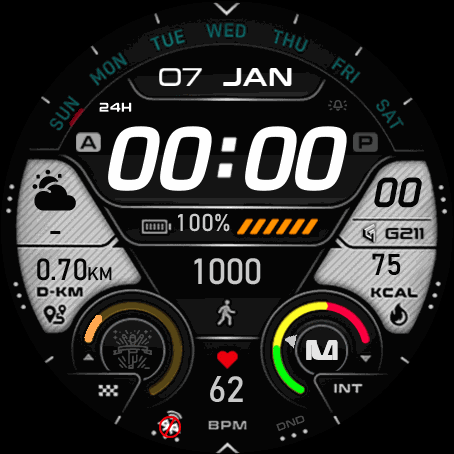 SUN MON TUE WED THU FRI SAT
07 JAN
24H
A 00:00 P
00
100%
G211
-
0.70KM
D-KM
1000
75
KCAL
M
INT
62
BPM
DND